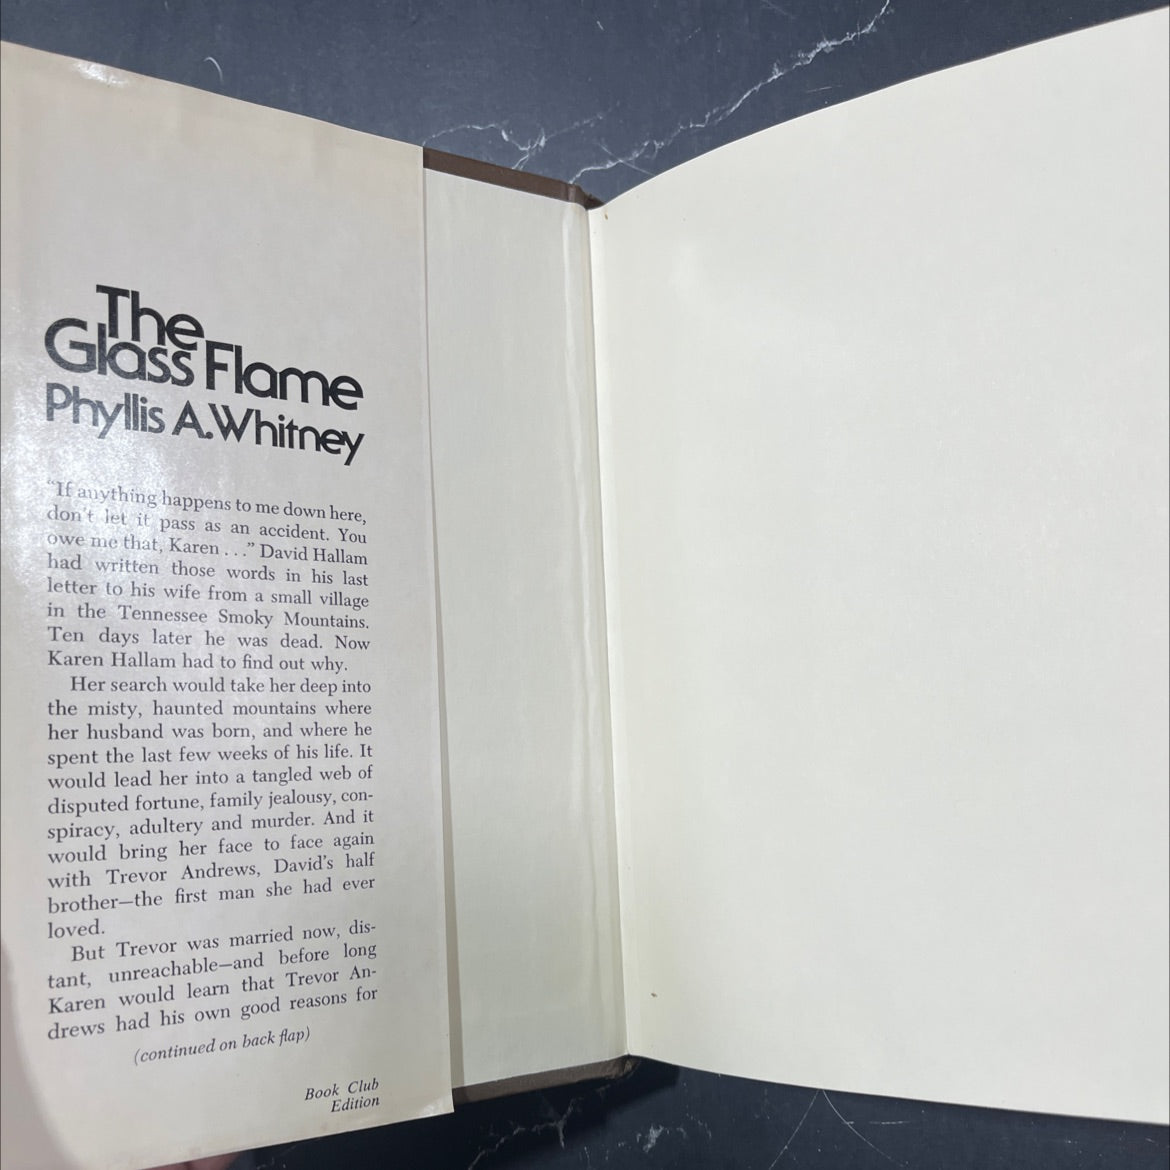 The
Glass Flame
Phyllis A. Whitney
“If anything happens to me down here,
don't let it pass as an accident. You
owe me that, Karen . . .” David Hallam
had written those words in his last
letter to his wife from a small village
in the Tennessee Smoky Mountains.
Ten days later he was dead. Now
Karen Hallam had to find out why.
Her search would take her deep into
the misty, haunted mountains where
her husband was born, and where he
spent the last few weeks of his life. It
would lead her into a tangled web of
disputed fortune, family jealousy, con-
spiracy, adultery and murder. And it
would bring her face to face again
with Trevor Andrews, David's half
brother—the first man she had ever
loved.
But Trevor was married now, dis-
tant, unreachable—and before long
Karen would learn that Trevor An-
drews had his own good reasons for
(continued on back flap)
Book Club
Edition